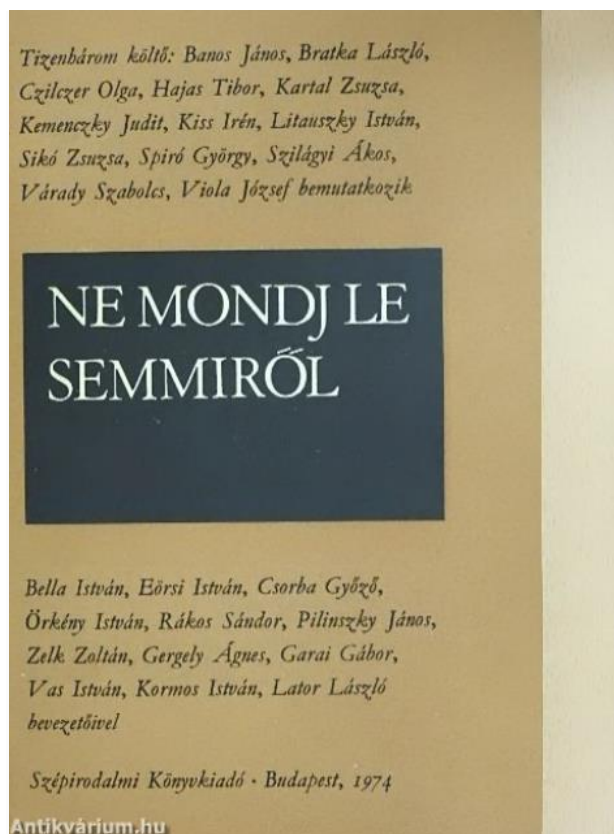 Tizenhárom költő: Banos János, Bratka László,
Czilczer Olga, Hajas Tibor, Kartal Zsuzsa,
Kemenczky Judit, Kiss Irén, Litauszky István,
Sikó Zsuzsa, Spiró György, Szilágyi Ákos,
Várady Szabolcs, Viola József bemutatkozik
NE MONDJ LE
SEMMIRŐL
Bella István, Eörsi István, Csorba Győző,
Örkény István, Rákos Sándor, Pilinszky János,
Zelk Zoltán, Gergely Ágnes, Garai Gábor,
Vas István, Kormos István, Lator László
bevezetőivel
Szépirodalmi Könyvkiadó · Budapest, 1974
Antikvárium.hu